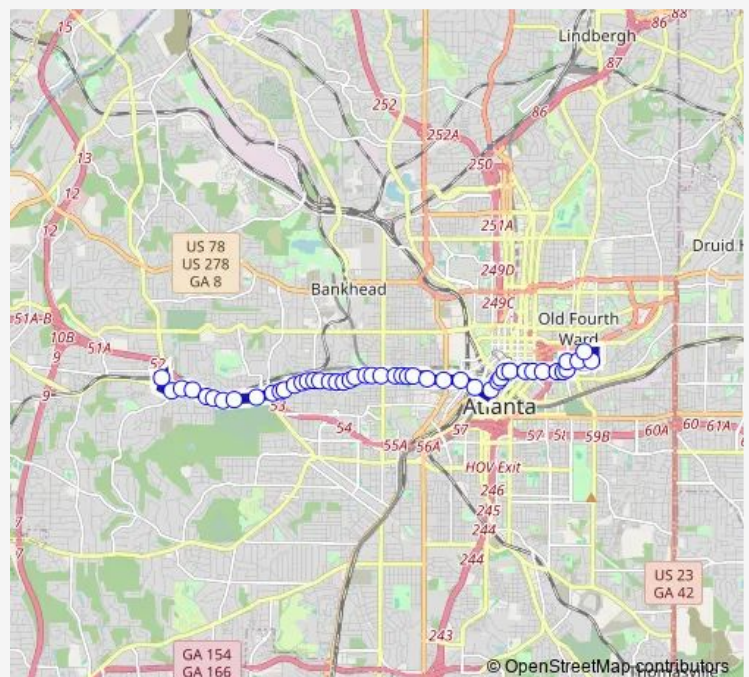 15
88
86
Lindbergh
87
252
86
252A
13
250
12
12
251A
US 78
US 278
GA 8
Druid H
249D
Bankhead
249C
51A-B
Old Fourth
Ward
10B
51A
9
52
9
53
Atlanta
54
57
57
59B
60A
60
61A
55A
56A
HOV Exit
246
245
7
244
7
244
US 23
GA 42
243
GA 154
GA 166
© OpenStreetMap contributors